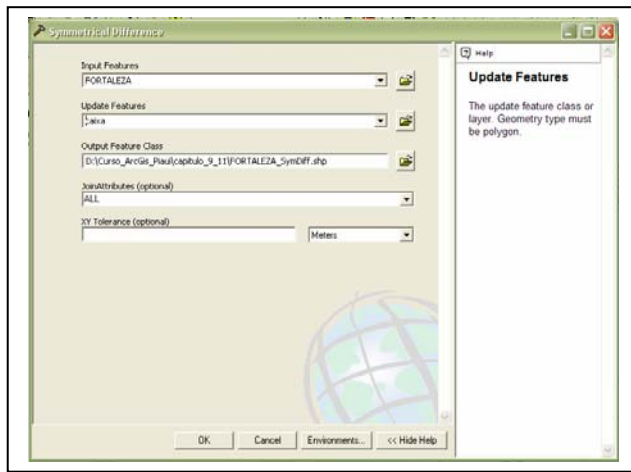 Symmetrical Difference
Input Features
FORTALEZA
Update Features
Output Feature Class
D:\Curso_ArcGis_Piaui\capitulo_9_11\FORTALEZA_SymDiff.shp
JoinAttributes (optional)
ALL
XY Tolerance (optional)
Meters
OK
Cancel
Environments...
<< Hide Help
Help
Update Features
The update feature class or
layer. Geometry type must
be polygon.